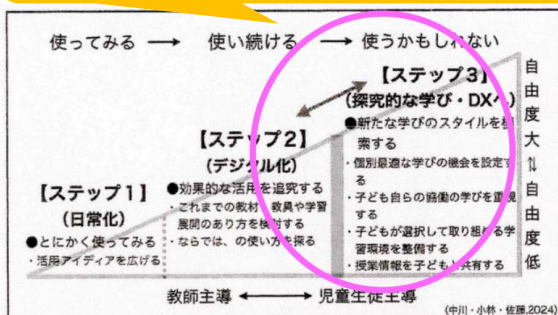 使ってみる → 使い続ける → 使うかもしれない
【ステップ3】
(探究的な学び・DXへ)
●新たな学びのスタイルを模
索する
・個別最適な学びの機会を設定す
る
・子ども自らの協働の学びを重視
する
・子どもが選択して取り組める学
習環境を整備する
・授業情報を子どもと共有する
【ステップ2】
(デジタル化)
●効果的な活用を追究する
・これまでの教材・教具や学習
展開のあり方を検討する
・ならでは、の使い方を探る
【ステップ1】
(日常化)
●とにかく使ってみる
・活用アイディアを広げる
自由度大⇅自由度低
教師主導 ⟷ 児童生徒主導
(中川・小林・佐藤,2024)